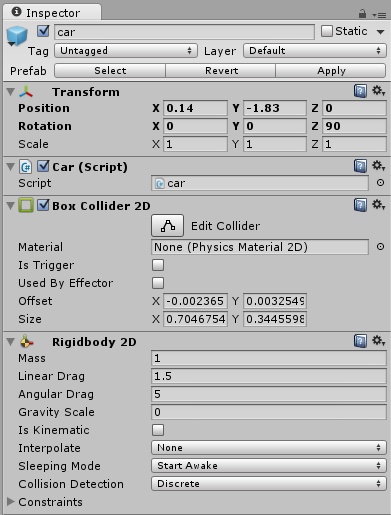 Inspector
car Static
Tag Untagged Layer Default
Prefab Select Revert Apply
Transform
Position X 0.14 Y -1.83 Z 0
Rotation X 0 Y 0 Z 90
Scale X 1 Y 1 Z 1
Car (Script)
Script car
Box Collider 2D
Edit Collider
Material None (Physics Material 2D)
Is Trigger
Used By Effector
Offset X -0.002365 Y 0.0032549
Size X 0.7046754 Y 0.3445598
Rigidbody 2D
Mass 1
Linear Drag 1.5
Angular Drag 5
Gravity Scale 0
Is Kinematic
Interpolate None
Sleeping Mode Start Awake
Collision Detection Discrete
Constraints